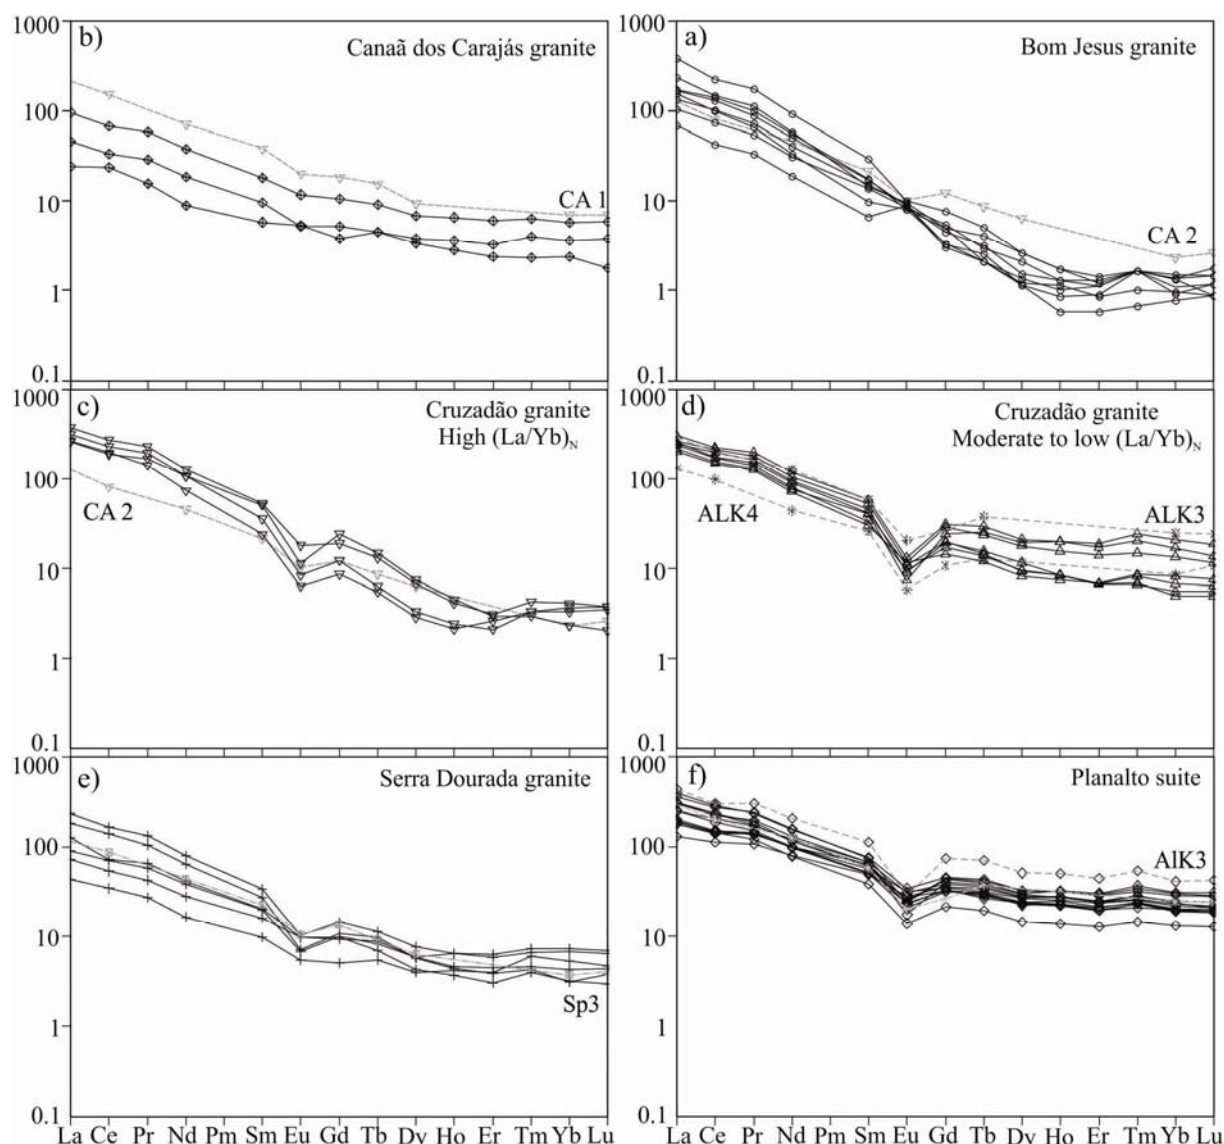 1000
b)
Canaã dos Carajás granite
100
10
CA 1
1
0.1
1000
a)
Bom Jesus granite
100
10
CA 2
1
0.1
1000
c)
Cruzadão granite
High (La/Yb)N
100
CA 2
10
1
0.1
1000
d)
Cruzadão granite
Moderate to low (La/Yb)N
100
ALK4
ALK3
10
1
0.1
1000
e)
Serra Dourada granite
100
10
Sp3
1
0.1
La Ce Pr Nd Pm Sm Eu Gd Tb Dy Ho Er Tm Yb Lu
1000
f)
Planalto suite
100
AlK3
10
1
0.1
La Ce Pr Nd Pm Sm Eu Gd Tb Dy Ho Er Tm Yb Lu